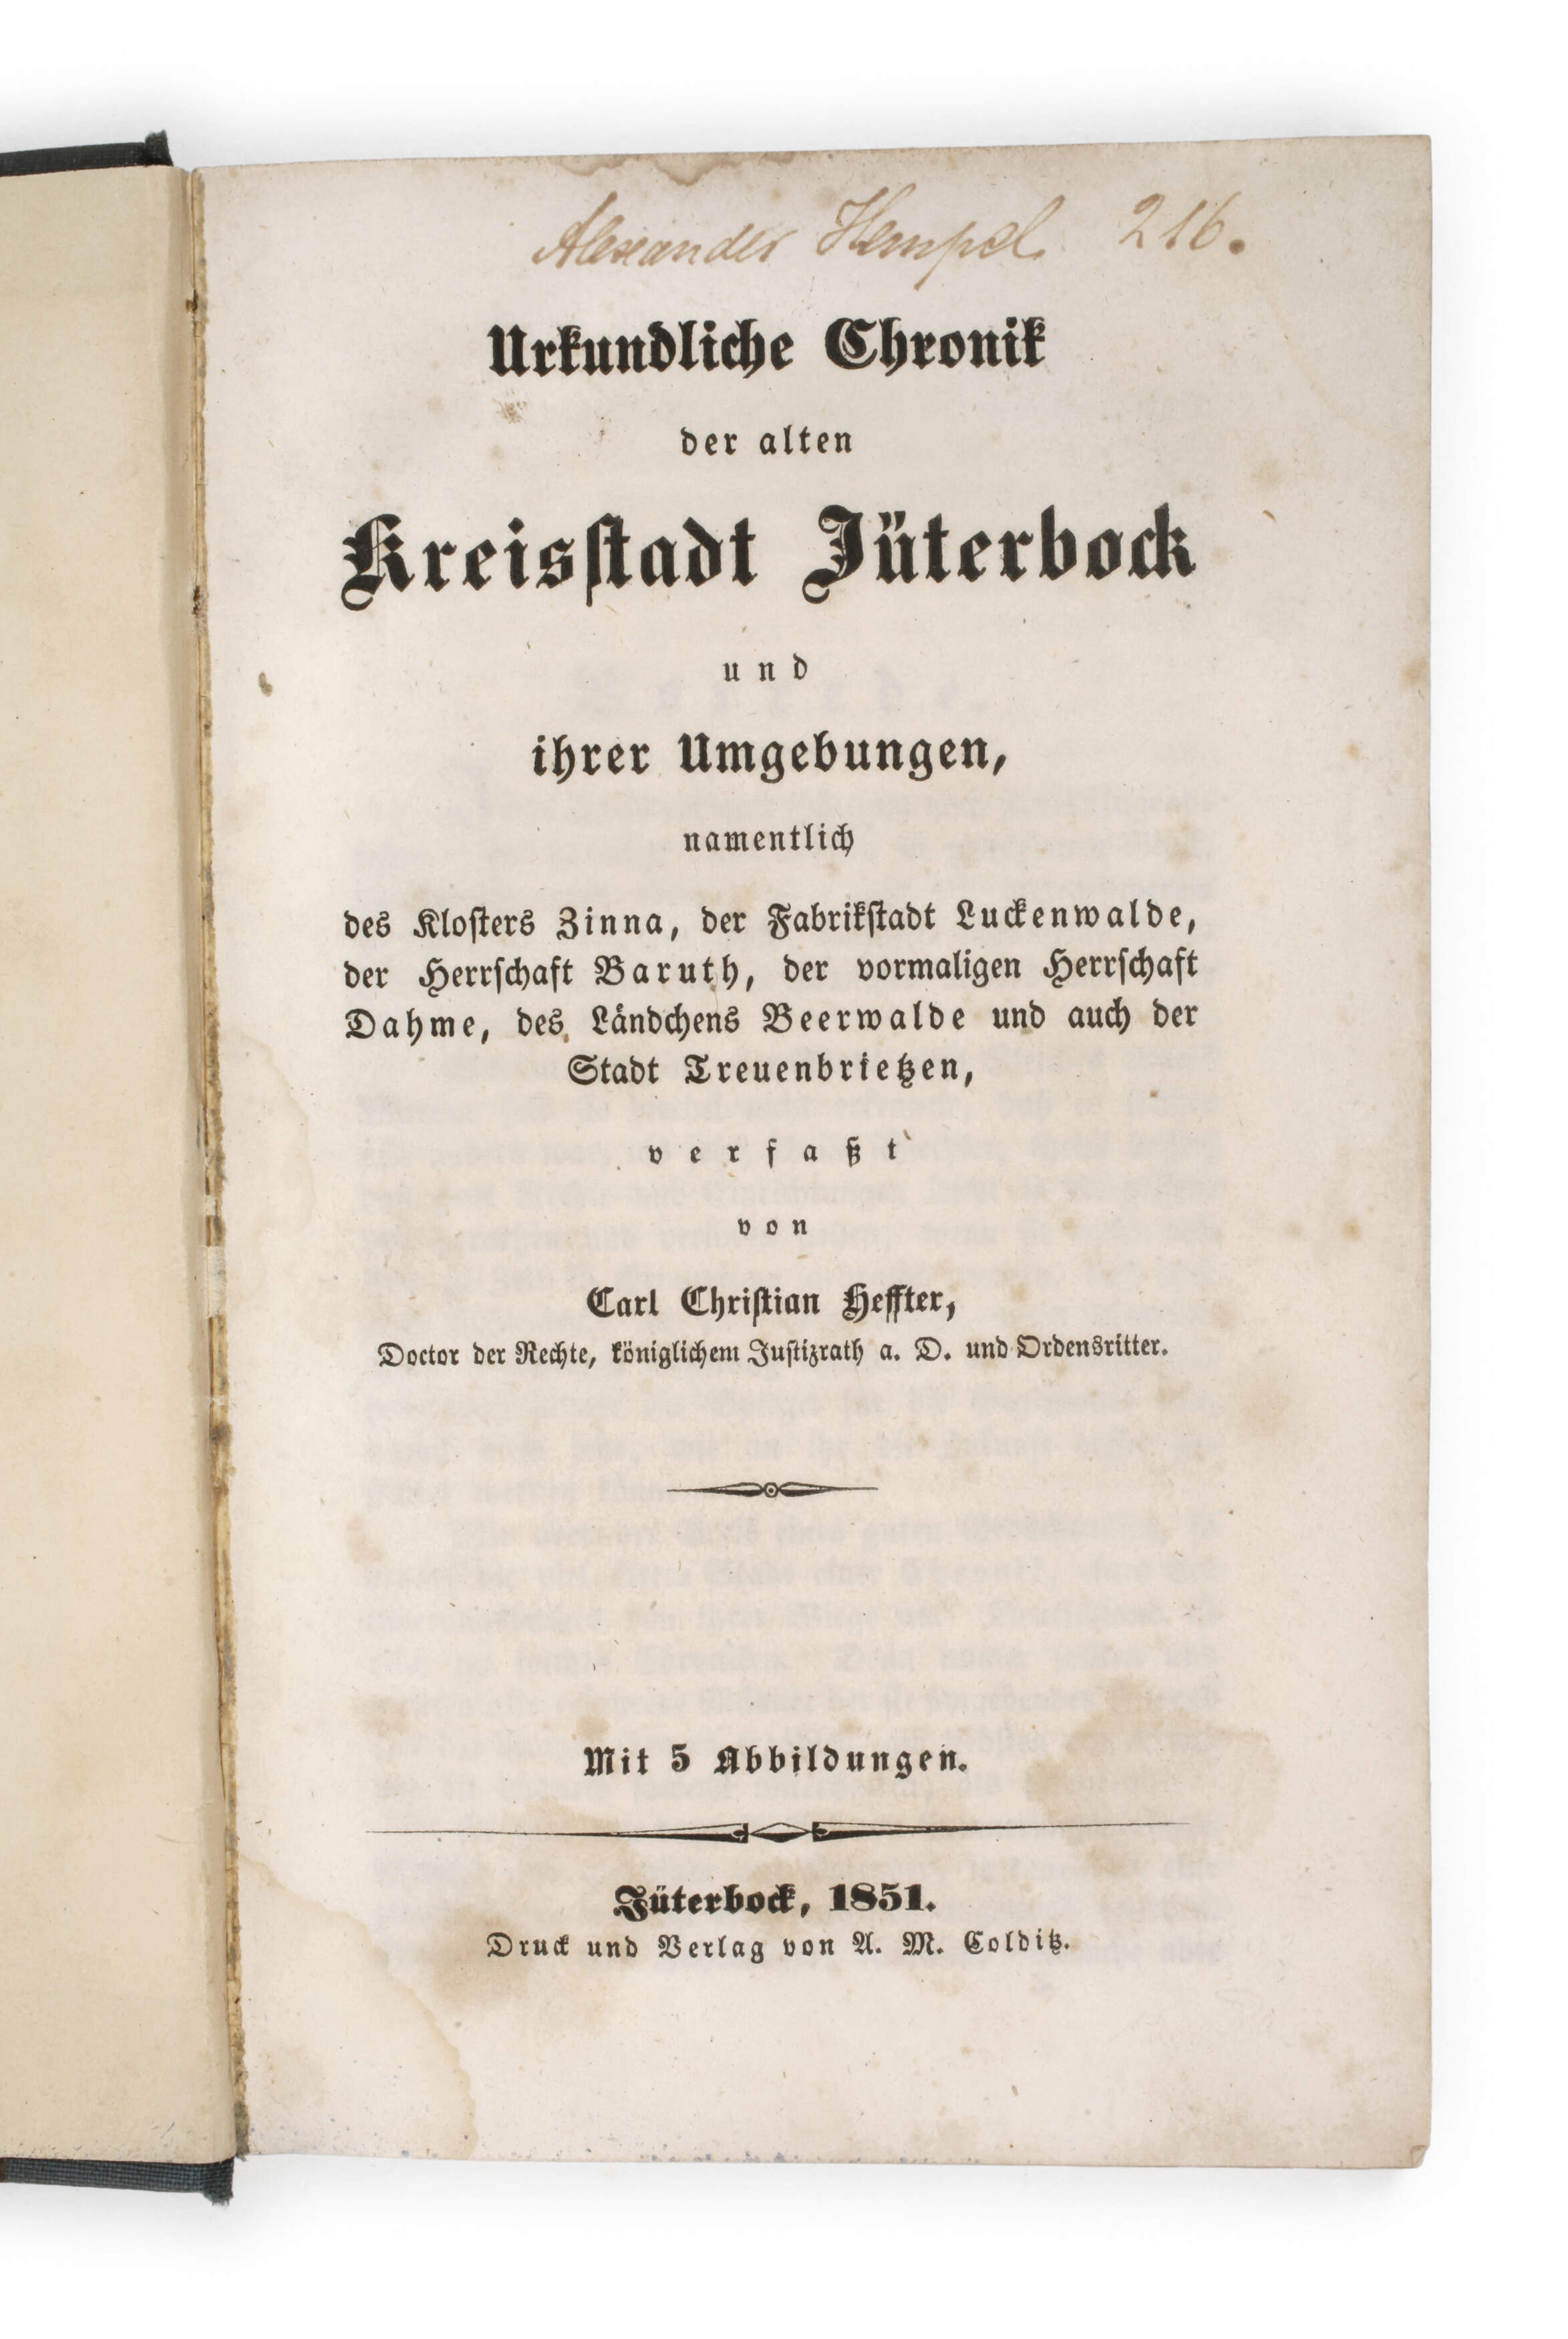 Alexander Hempel 216.
Urkundliche Chronik
der alten
Kreisstadt Jüterbock
und
ihrer Umgebungen,
namentlich
des Klosters Zinna, der Fabrikstadt Luckenwalde,
der Herrschaft Baruth, der vormaligen Herrschaft
Dahme, des Ländchens Beerwalde und auch der
Stadt Treuenbrietzen,
verfaßt
von
Carl Christian Heffter,
Doctor der Rechte, königlichem Justizrath a. D. und Ordensritter.
Mit 5 Abbildungen.
Jüterbock, 1851.
Druck und Verlag von A. M. Colditz.